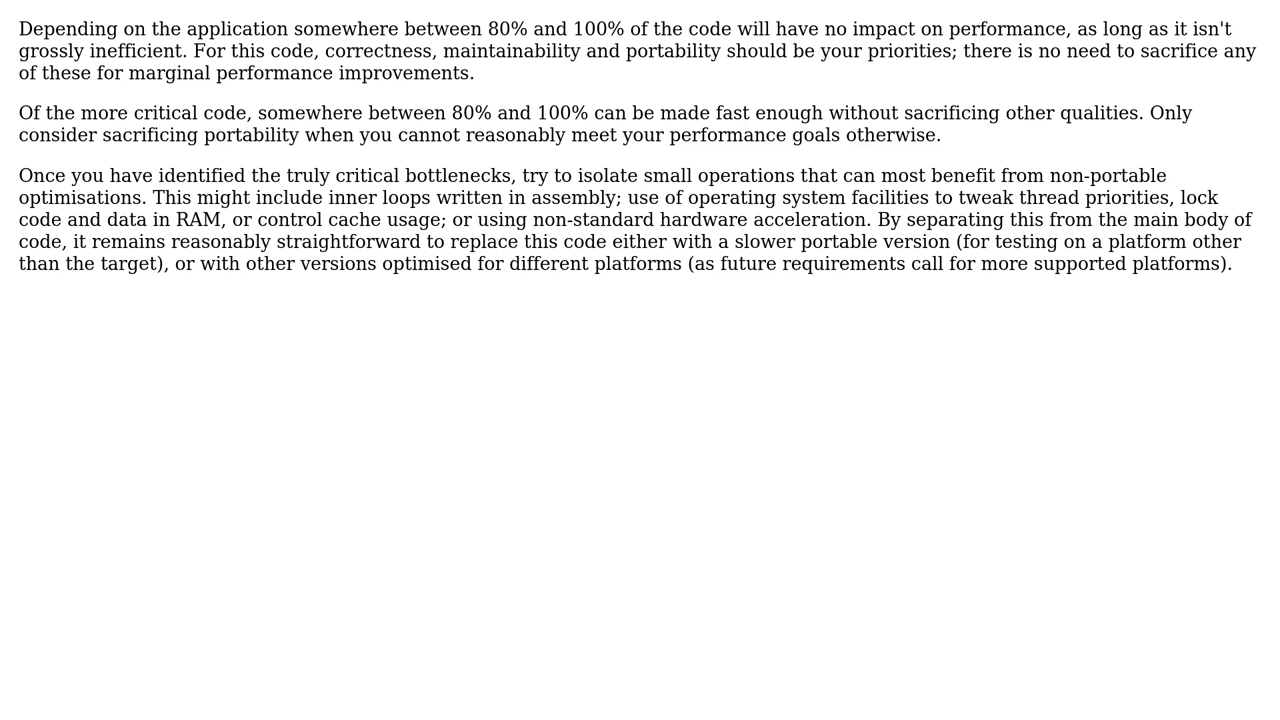 Depending on the application somewhere between 80% and 100% of the code will have no impact on performance, as long as it isn't
grossly inefficient. For this code, correctness, maintainability and portability should be your priorities; there is no need to sacrifice any
of these for marginal performance improvements.
Of the more critical code, somewhere between 80% and 100% can be made fast enough without sacrificing other qualities. Only
consider sacrificing portability when you cannot reasonably meet your performance goals otherwise.
Once you have identified the truly critical bottlenecks, try to isolate small operations that can most benefit from non-portable
optimisations. This might include inner loops written in assembly; use of operating system facilities to tweak thread priorities, lock
code and data in RAM, or control cache usage; or using non-standard hardware acceleration. By separating this from the main body of
code, it remains reasonably straightforward to replace this code either with a slower portable version (for testing on a platform other
than the target), or with other versions optimised for different platforms (as future requirements call for more supported platforms).